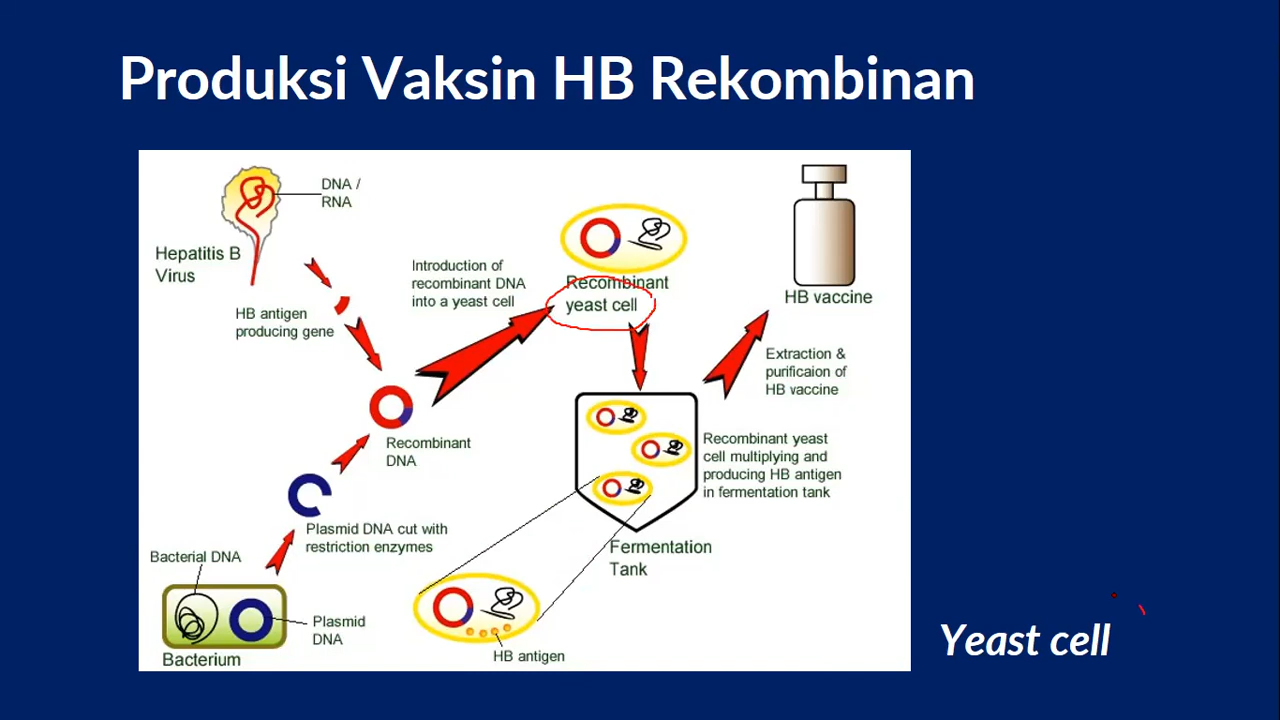 Produksi Vaksin HB Rekombinan
DNA /
RNA
Hepatitis B
Virus
HB antigen
producing gene
Introduction of
recombinant DNA
into a yeast cell
Recombinant
yeast cell
HB vaccine
Extraction &
purificaion of
HB vaccine
Recombinant
DNA
Recombinant yeast
cell multiplying and
producing HB antigen
in fermentation tank
Plasmid DNA cut with
restriction enzymes
Fermentation
Tank
Bacterial DNA
Plasmid
DNA
Bacterium
HB antigen
Yeast cell